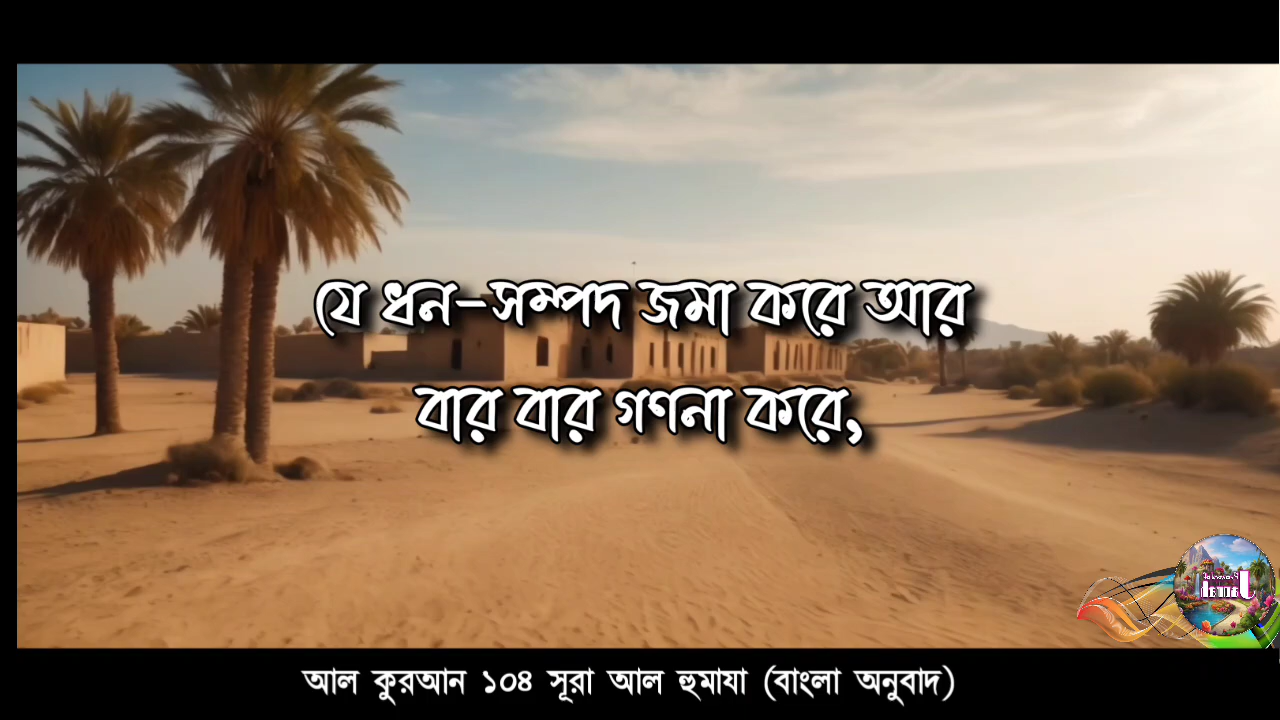 যে ধন-সম্পদ জমা করে আর
বার বার গণনা করে,
আল কুরআন ১০৪ সূরা আল হুমাযা (বাংলা অনুবাদ)